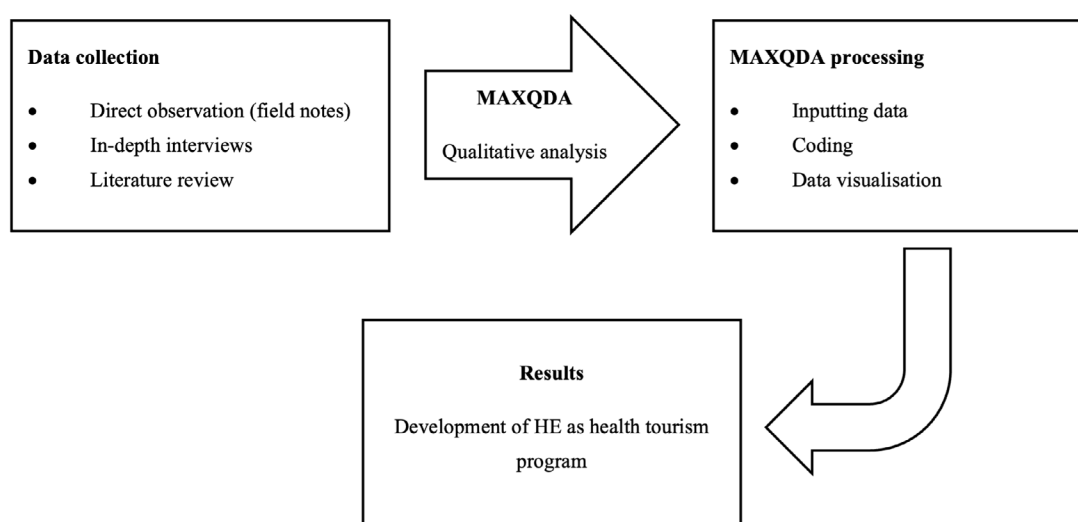 Data collection
• Direct observation (field notes)
• In-depth interviews
• Literature review
MAXQDA
Qualitative analysis
MAXQDA processing
• Inputting data
• Coding
• Data visualisation
Results
Development of HE as health tourism
program